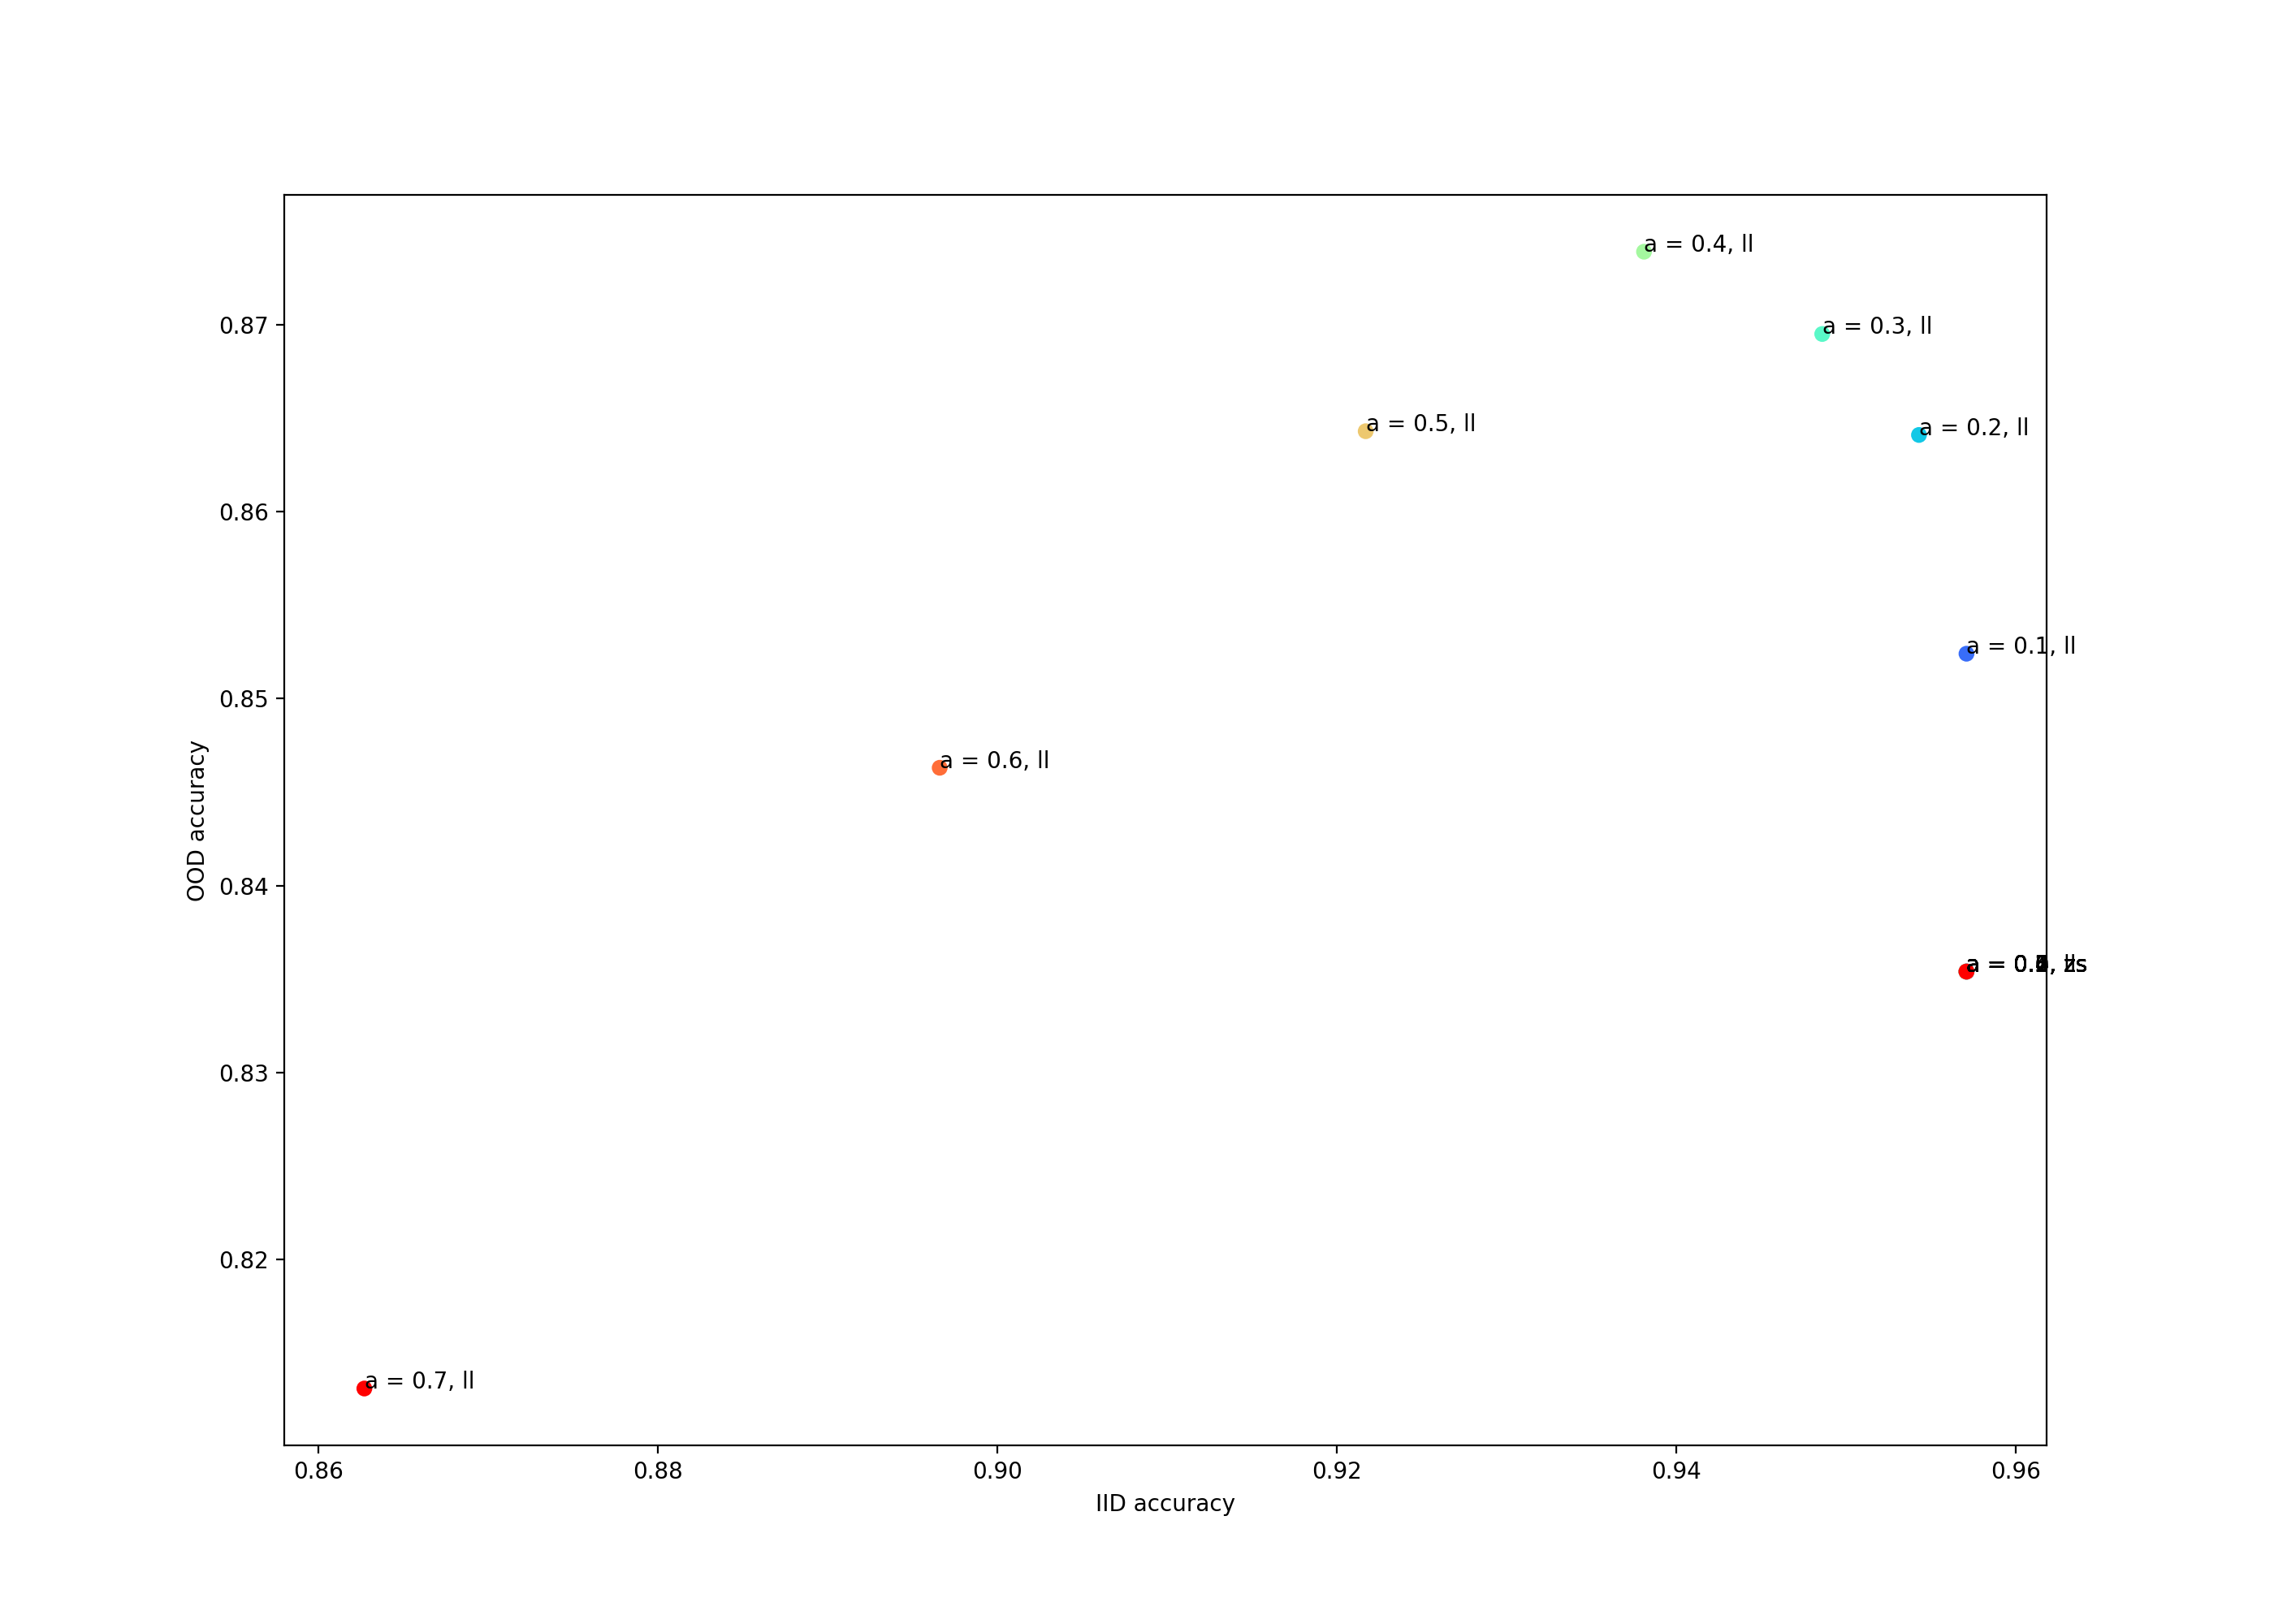 a = 0.4, ll
0.87
a = 0.3, ll
a = 0.5, ll
a = 0.2, ll
0.86
a = 0.1, ll
0.85
a = 0.6, ll
OOD accuracy
0.84
0.83
0.82
a = 0.7, ll
0.86 0.88 0.90 0.92 0.94 0.96
IID accuracy